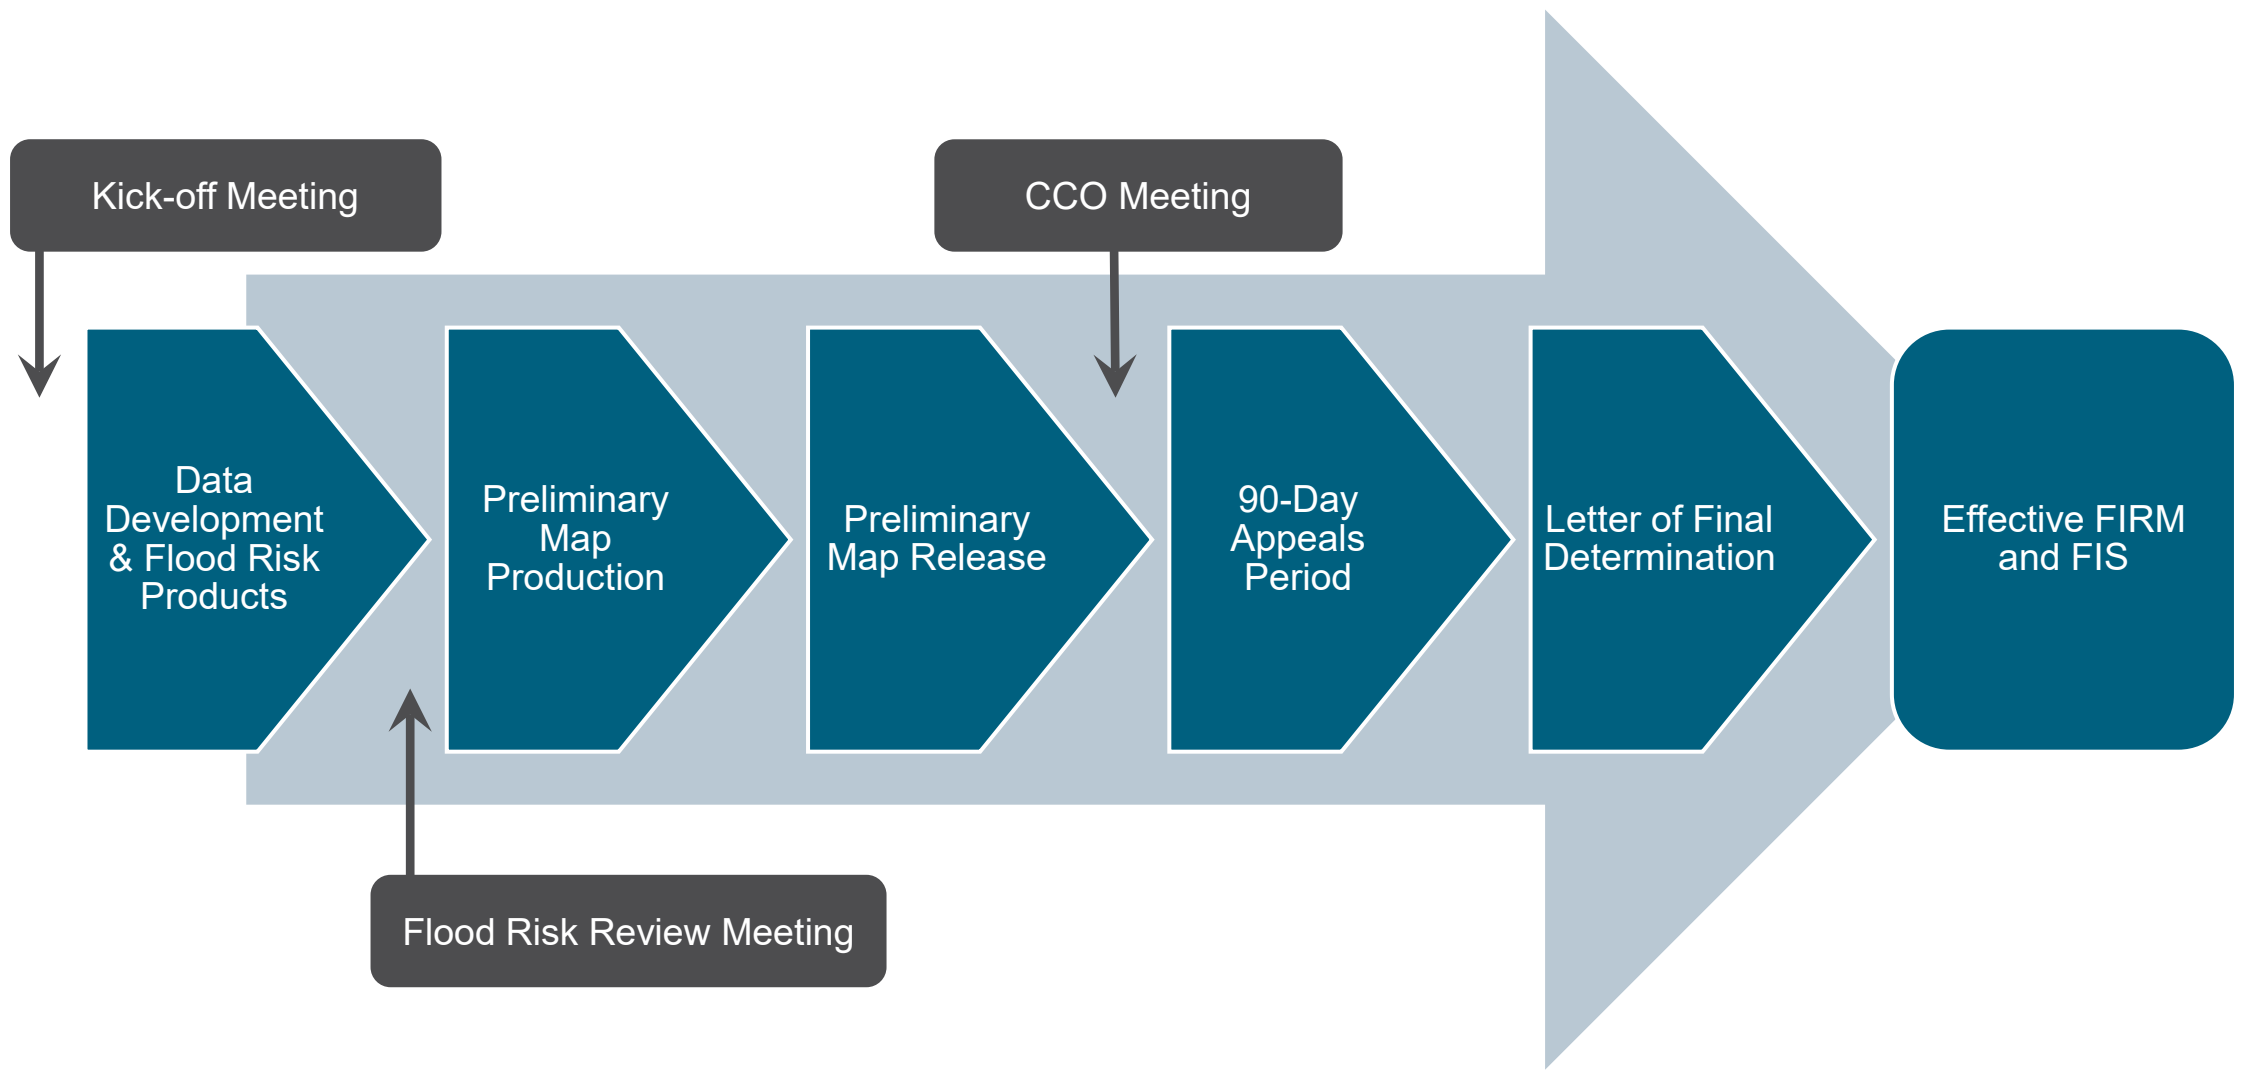 Kick-off Meeting
CCO Meeting
Data
Development
& Flood Risk
Products
Preliminary
Map
Production
Preliminary
Map Release
90-Day
Appeals
Period
Letter of Final
Determination
Effective FIRM
and FIS
Flood Risk Review Meeting